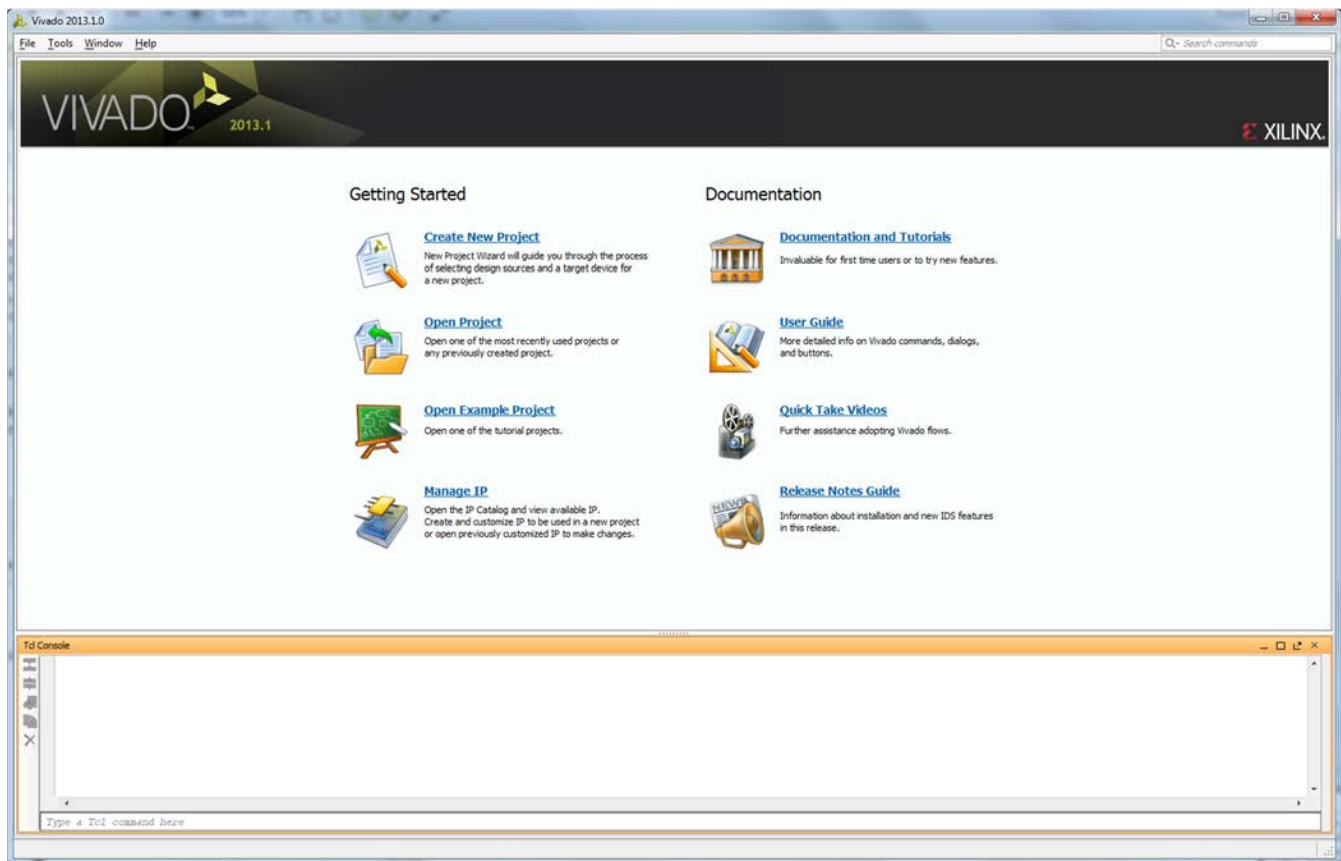 Vivado 2013.1.0
File Tools Window Help
Search commands
VIVADO™ 2013.1
XILINX
Getting Started
Create New Project
New Project Wizard will guide you through the process
of selecting design sources and a target device for
a new project.
Open Project
Open one of the most recently used projects or
any previously created project.
Open Example Project
Open one of the tutorial projects.
Manage IP
Open the IP Catalog and view available IP.
Create and customize IP to be used in a new project
or open previously customized IP to make changes.
Documentation
Documentation and Tutorials
Invaluable for first time users or to try new features.
User Guide
More detailed info on Vivado commands, dialogs,
and buttons.
Quick Take Videos
Further assistance adopting Vivado flows.
Release Notes Guide
Information about installation and new IDS features
in this release.
NEWS
Tcl Console
Type a Tcl command here